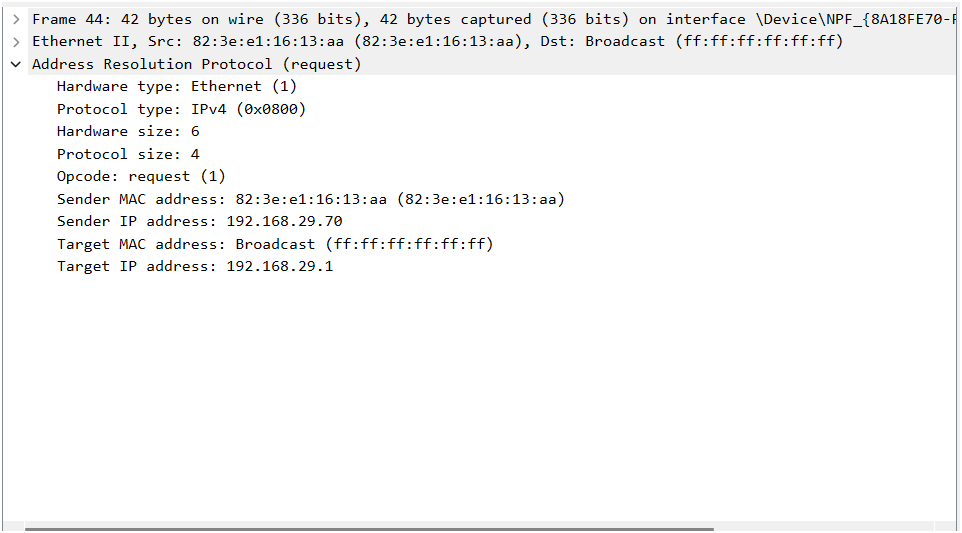 Frame 44: 42 bytes on wire (336 bits), 42 bytes captured (336 bits) on interface \Device\NPF_{8A18FE70-
Ethernet II, Src: 82:3e:e1:16:13:aa (82:3e:e1:16:13:aa), Dst: Broadcast (ff:ff:ff:ff:ff:ff)
Address Resolution Protocol (request)
Hardware type: Ethernet (1)
Protocol type: IPv4 (0x0800)
Hardware size: 6
Protocol size: 4
Opcode: request (1)
Sender MAC address: 82:3e:e1:16:13:aa (82:3e:e1:16:13:aa)
Sender IP address: 192.168.29.70
Target MAC address: Broadcast (ff:ff:ff:ff:ff:ff)
Target IP address: 192.168.29.1